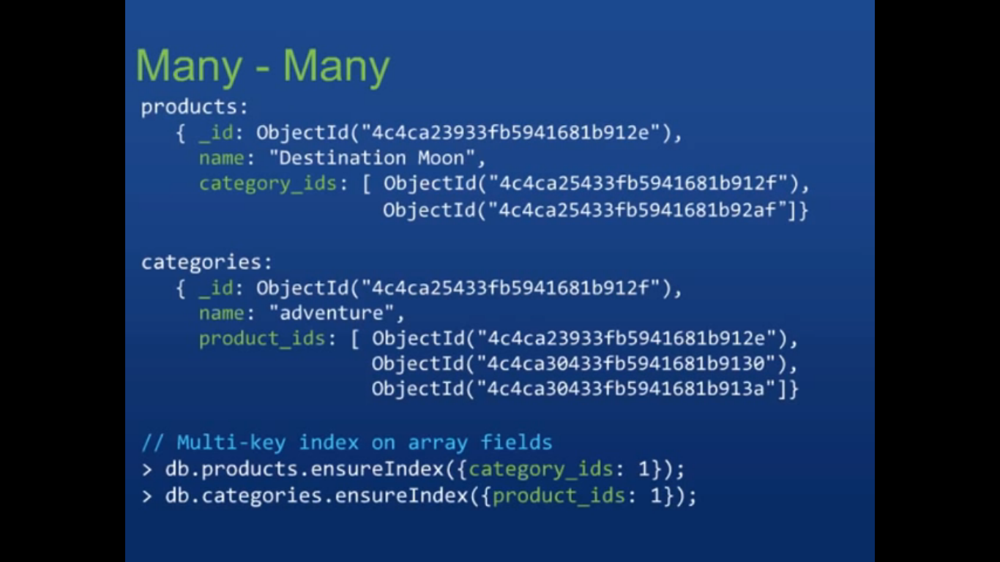 Many - Many
products:
{ _id: ObjectId("4c4ca23933fb5941681b912e"),
name: "Destination Moon",
category_ids: [ ObjectId("4c4ca25433fb5941681b912f"),
ObjectId("4c4ca25433fb5941681b92af”]}
categories:
{ _id: ObjectId("4c4ca25433fb5941681b912f"),
name: "adventure",
product_ids: [ ObjectId("4c4ca23933fb5941681b912e"),
ObjectId("4c4ca30433fb5941681b9130"),
ObjectId("4c4ca30433fb5941681b913a"]}
// Multi-key index on array fields
> db.products.ensureIndex({category_ids: 1});
> db.categories.ensureIndex({product_ids: 1});